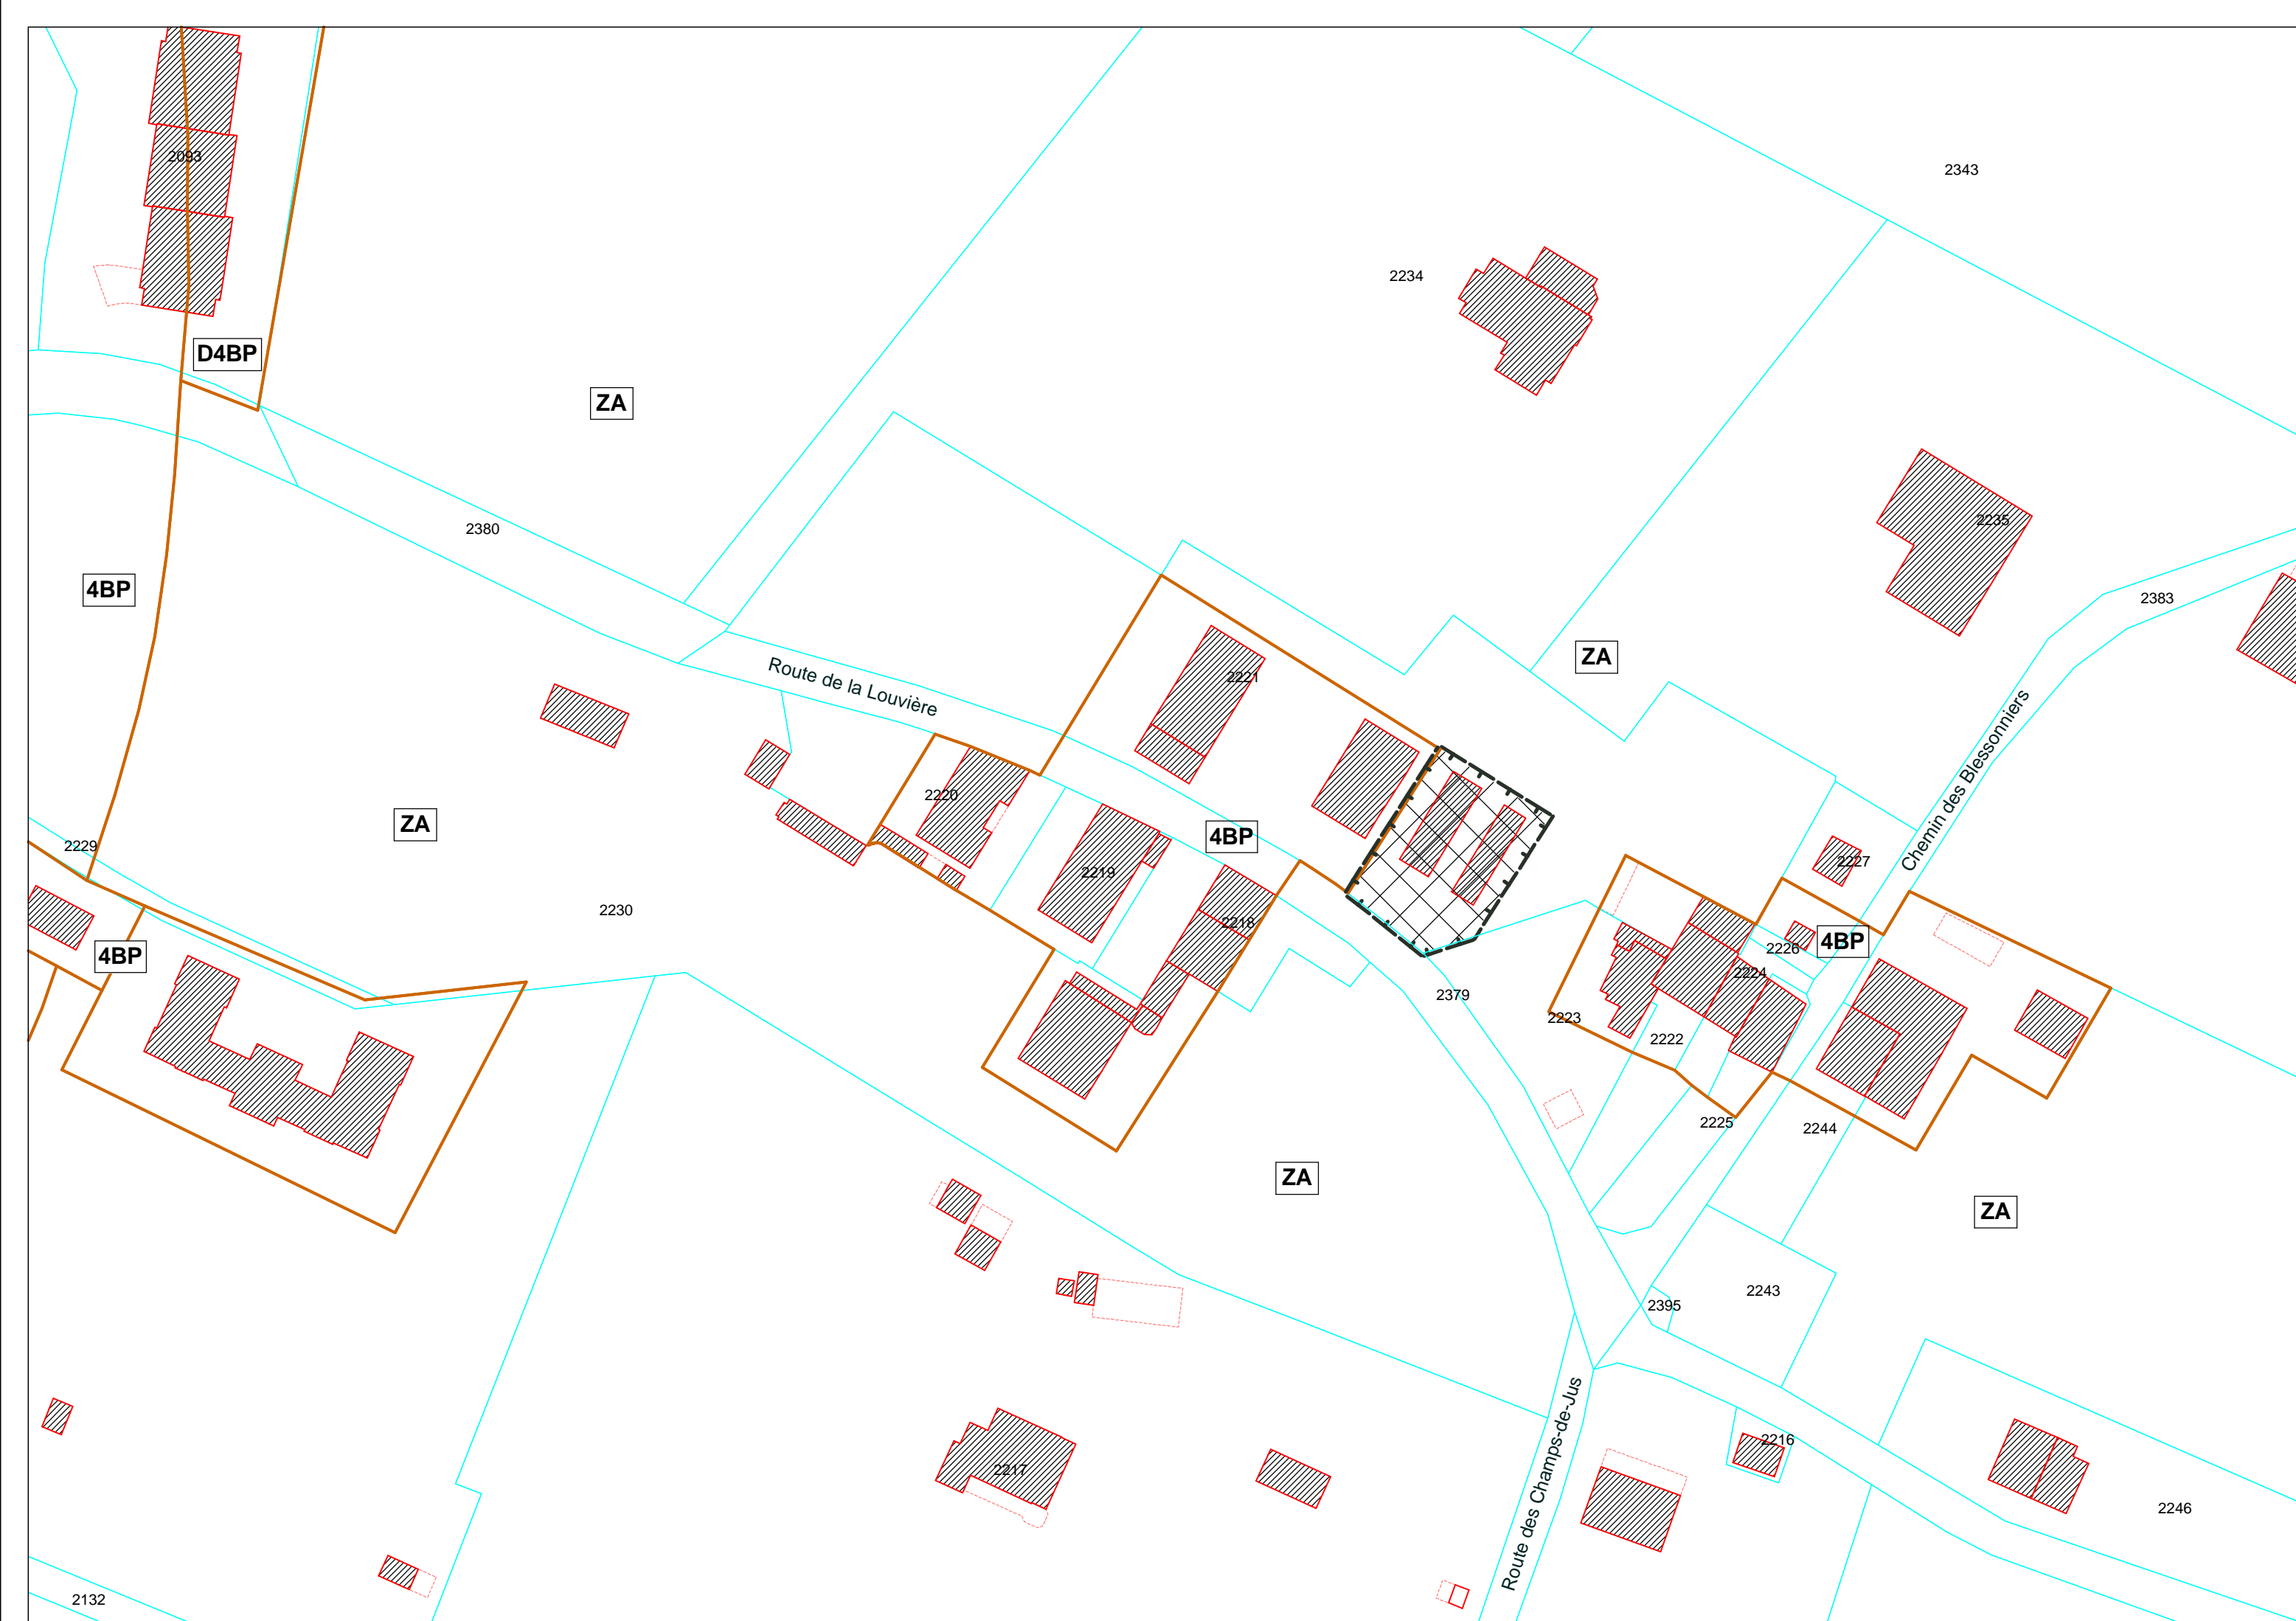 2093
2343
2234
D4BP
ZA
2235
2380
4BP
2383
ZA
Route de la Louvière
2221
Chemin des Blessonniers
2220
ZA
4BP
2229
2227
2219
2230
2218
4BP
2226
4BP
2224
2379
2223
2222
2225
2244
ZA
ZA
2243
2395
Route des Champs-de-Jus
2216
2217
2246
2132